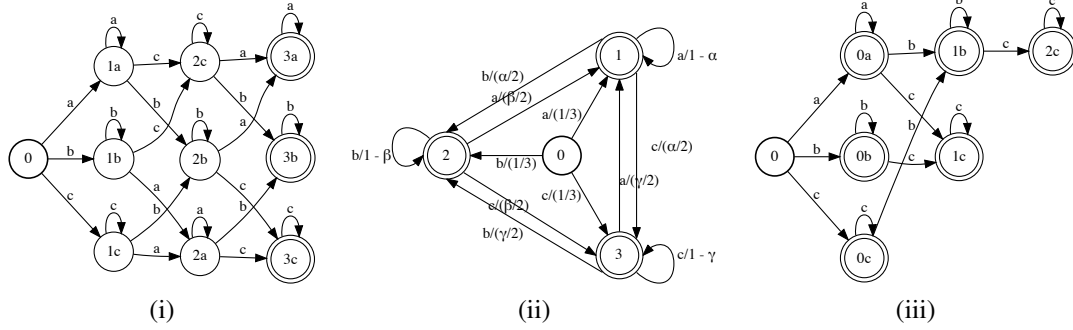 a
1a
a
b
0
b
1b
b
c
c
1c
c
c
b
c
a
b
a
c
2c
a
b
b
2b
a
c
a
2a
b
c
a
3a
b
3b
c
3c
(i)
1
a/1 - α
b/(α/2)
a/(β/2)
a/(1/3)
b/1 - β
2
b/(1/3)
0
c/(α/2)
c/(1/3)
a/(γ/2)
c/(β/2)
b/(γ/2)
3
c/1 - γ
(ii)
a
0a
b
1b
c
c
2c
b
a
c
0
b
b
0b
c
c
1c
b
c
c
0c
(iii)